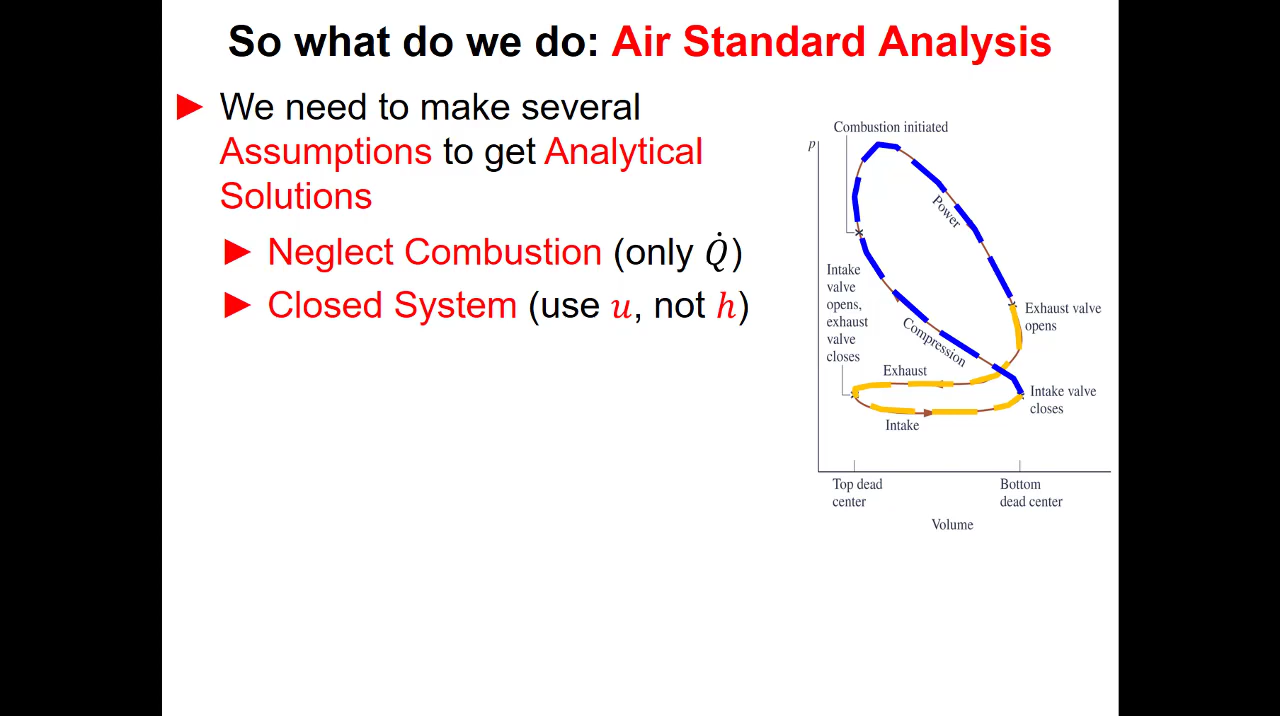 So what do we do: Air Standard Analysis
► We need to make several
Assumptions to get Analytical
Solutions
► Neglect Combustion (only Q̇)
► Closed System (use u, not h)
Combustion initiated
p
Power
Intake
valve
opens,
exhaust
valve
closes
Exhaust valve
opens
Compression
Exhaust
Intake valve
closes
Intake
Top dead
center
Bottom
dead center
Volume